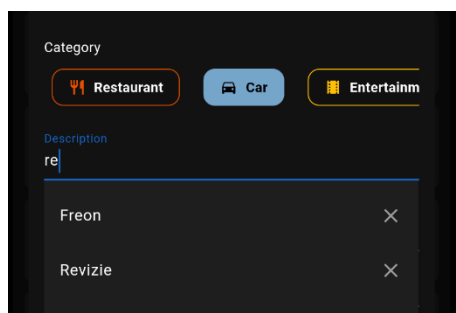 Category
Restaurant Car Entertainm
Description
re
Freon
Revizie